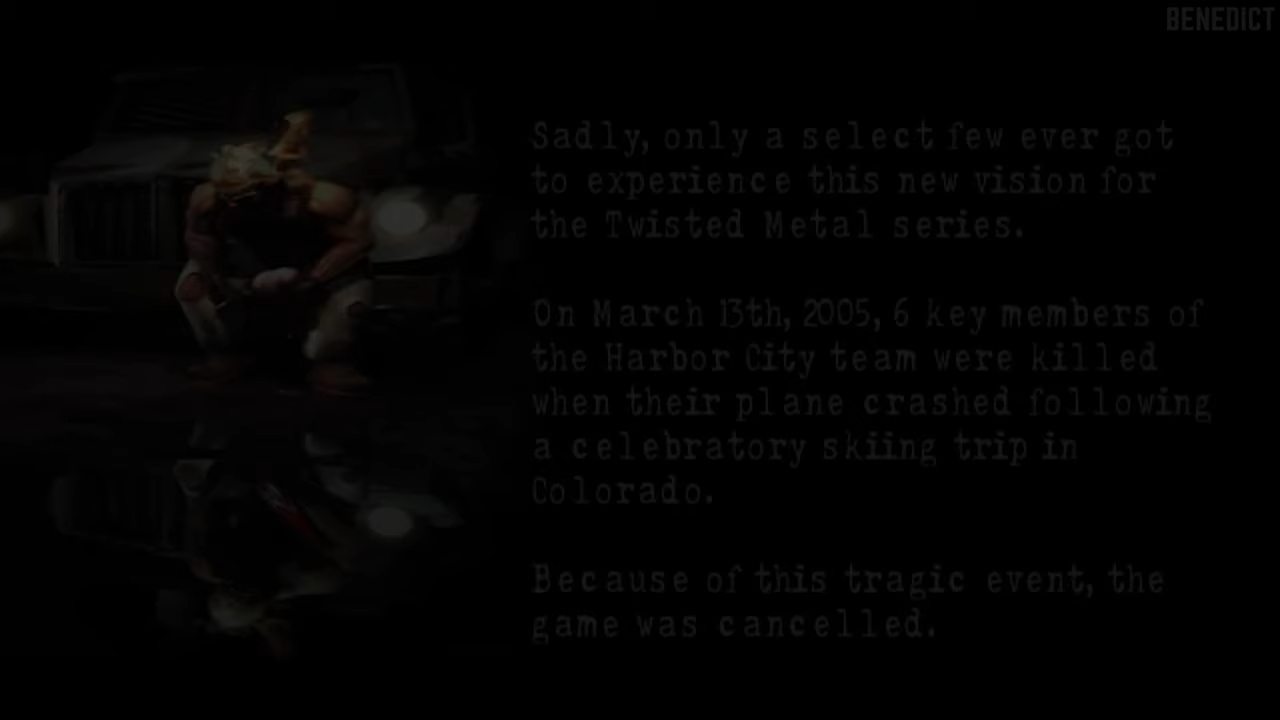 BENEDICT
Sadly, only a select few ever got
to experience this new vision for
the Twisted Metal series.
On March 13th, 2005, 6 key members of
the Harbor City team were killed
when their plane crashed following
a celebratory skiing trip in
Colorado.
Because of this tragic event, the
game was cancelled.